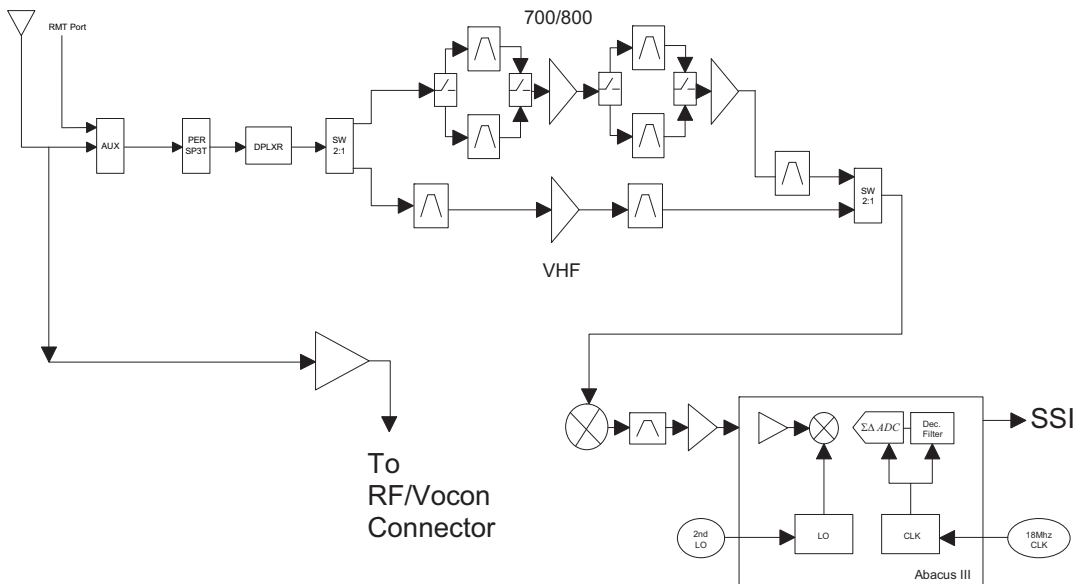 700/800
RMT Port
AUX
PER
SP3T
DPLXR
SW
2:1
SW
2:1
VHF
To
RF/Vocon
Connector
ΣΔ ADC
Dec.
Filter
SSI
2nd
LO
LO
CLK
18Mhz
CLK
Abacus III